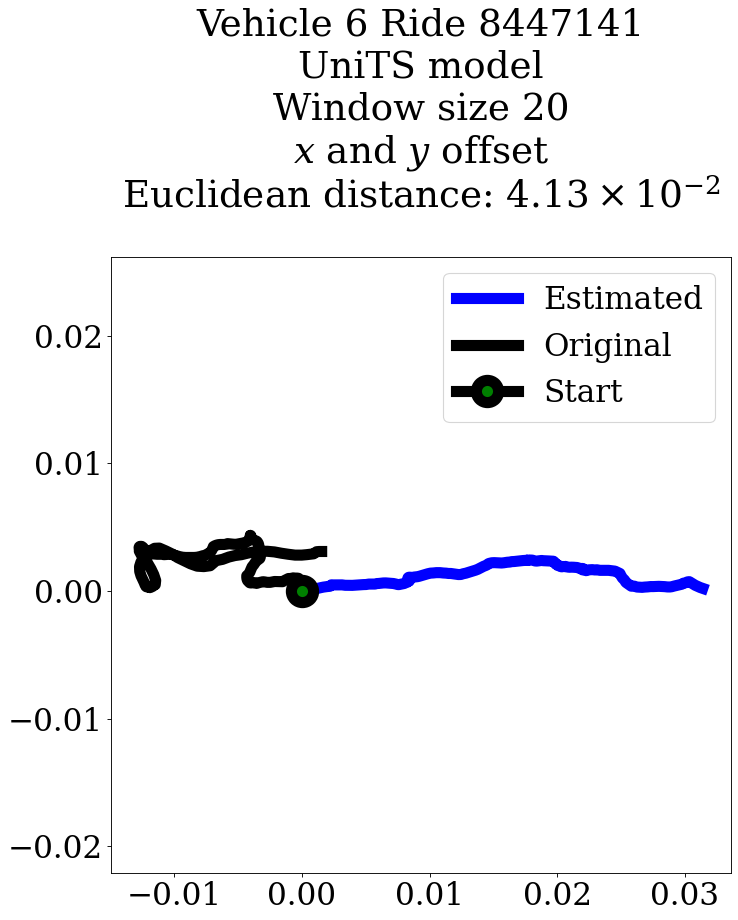 Vehicle 6 Ride 8447141
UniTS model
Window size 20
x and y offset
Euclidean distance: 4.13 × 10⁻²
Estimated
Original
Start
0.02
0.01
0.00
−0.01
−0.02
−0.01 0.00 0.01 0.02 0.03